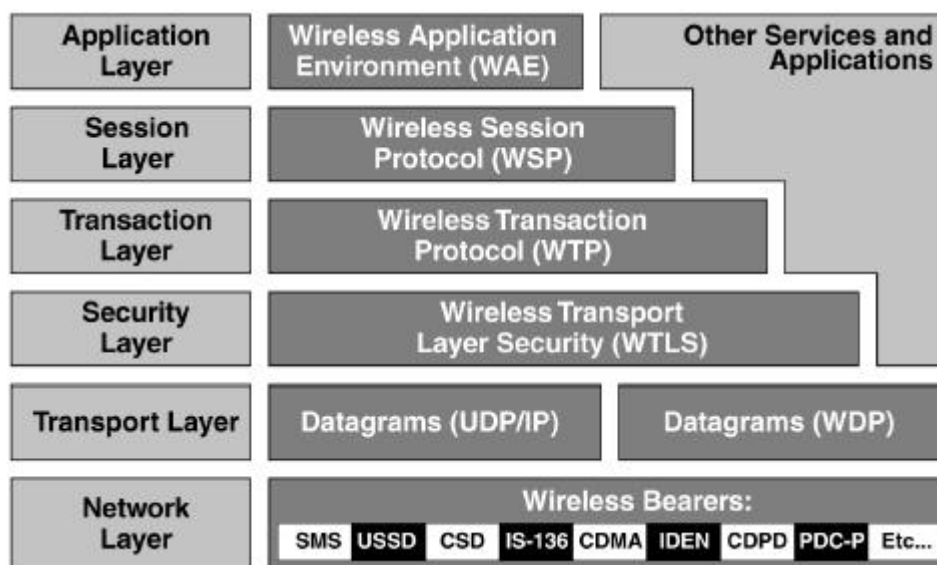 Application
Layer
Wireless Application
Environment (WAE)
Other Services and
Applications
Session
Layer
Wireless Session
Protocol (WSP)
Transaction
Layer
Wireless Transaction
Protocol (WTP)
Security
Layer
Wireless Transport
Layer Security (WTLS)
Transport Layer
Datagrams (UDP/IP)
Datagrams (WDP)
Network
Layer
Wireless Bearers:
SMS USSD CSD IS-136 CDMA IDEN CDPD PDC-P Etc...